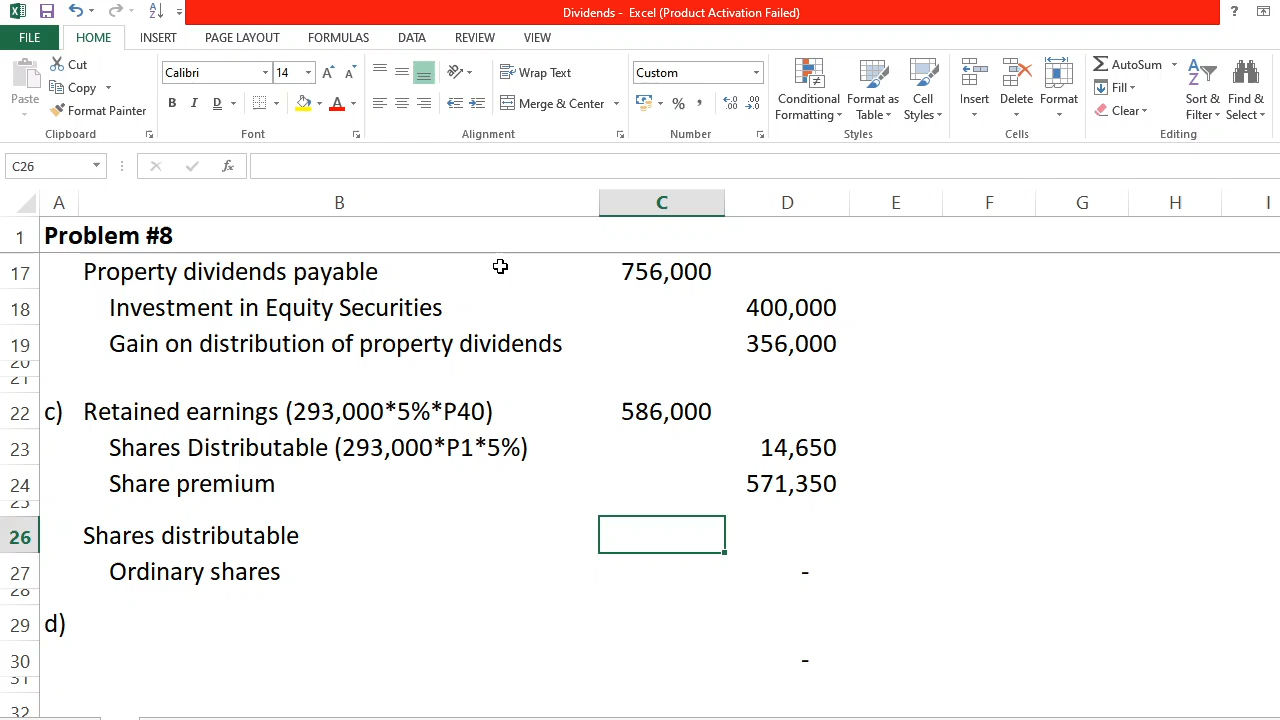 Dividends - Excel (Product Activation Failed)
FILE HOME INSERT PAGE LAYOUT FORMULAS DATA REVIEW VIEW
Paste Cut Copy Format Painter
Calibri 14
B I D
Wrap Text
Merge & Center
Custom
%
Conditional Formatting Format as Table Cell Styles
Insert Delete Format
AutoSum Fill Clear
Sort & Filter Find & Select
Clipboard Font Alignment Number Styles Cells Editing
C26 fx
A B C D E F G H I
1 Problem #8
17 Property dividends payable 756,000
18 Investment in Equity Securities 400,000
19 Gain on distribution of property dividends 356,000
20
21
22 c) Retained earnings (293,000*5%*P40) 586,000
23 Shares Distributable (293,000*P1*5%) 14,650
24 Share premium 571,350
25
26 Shares distributable
27 Ordinary shares -
28
29 d)
30 -
31
32